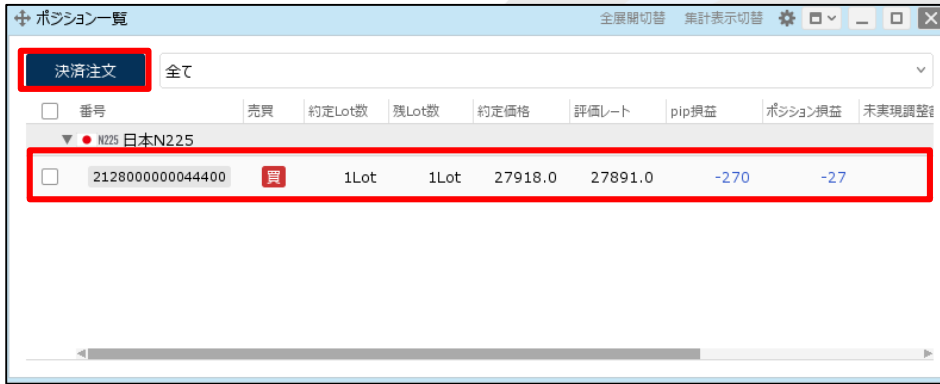 ポジション一覧 全展開切替 集計表示切替
決済注文 全て
番号 売買 約定Lot数 残Lot数 約定価格 評価レート pip損益 ポジション損益 未実現調整額
N225 日本N225
2128000000044400 買 1Lot 1Lot 27918.0 27891.0 -270 -27